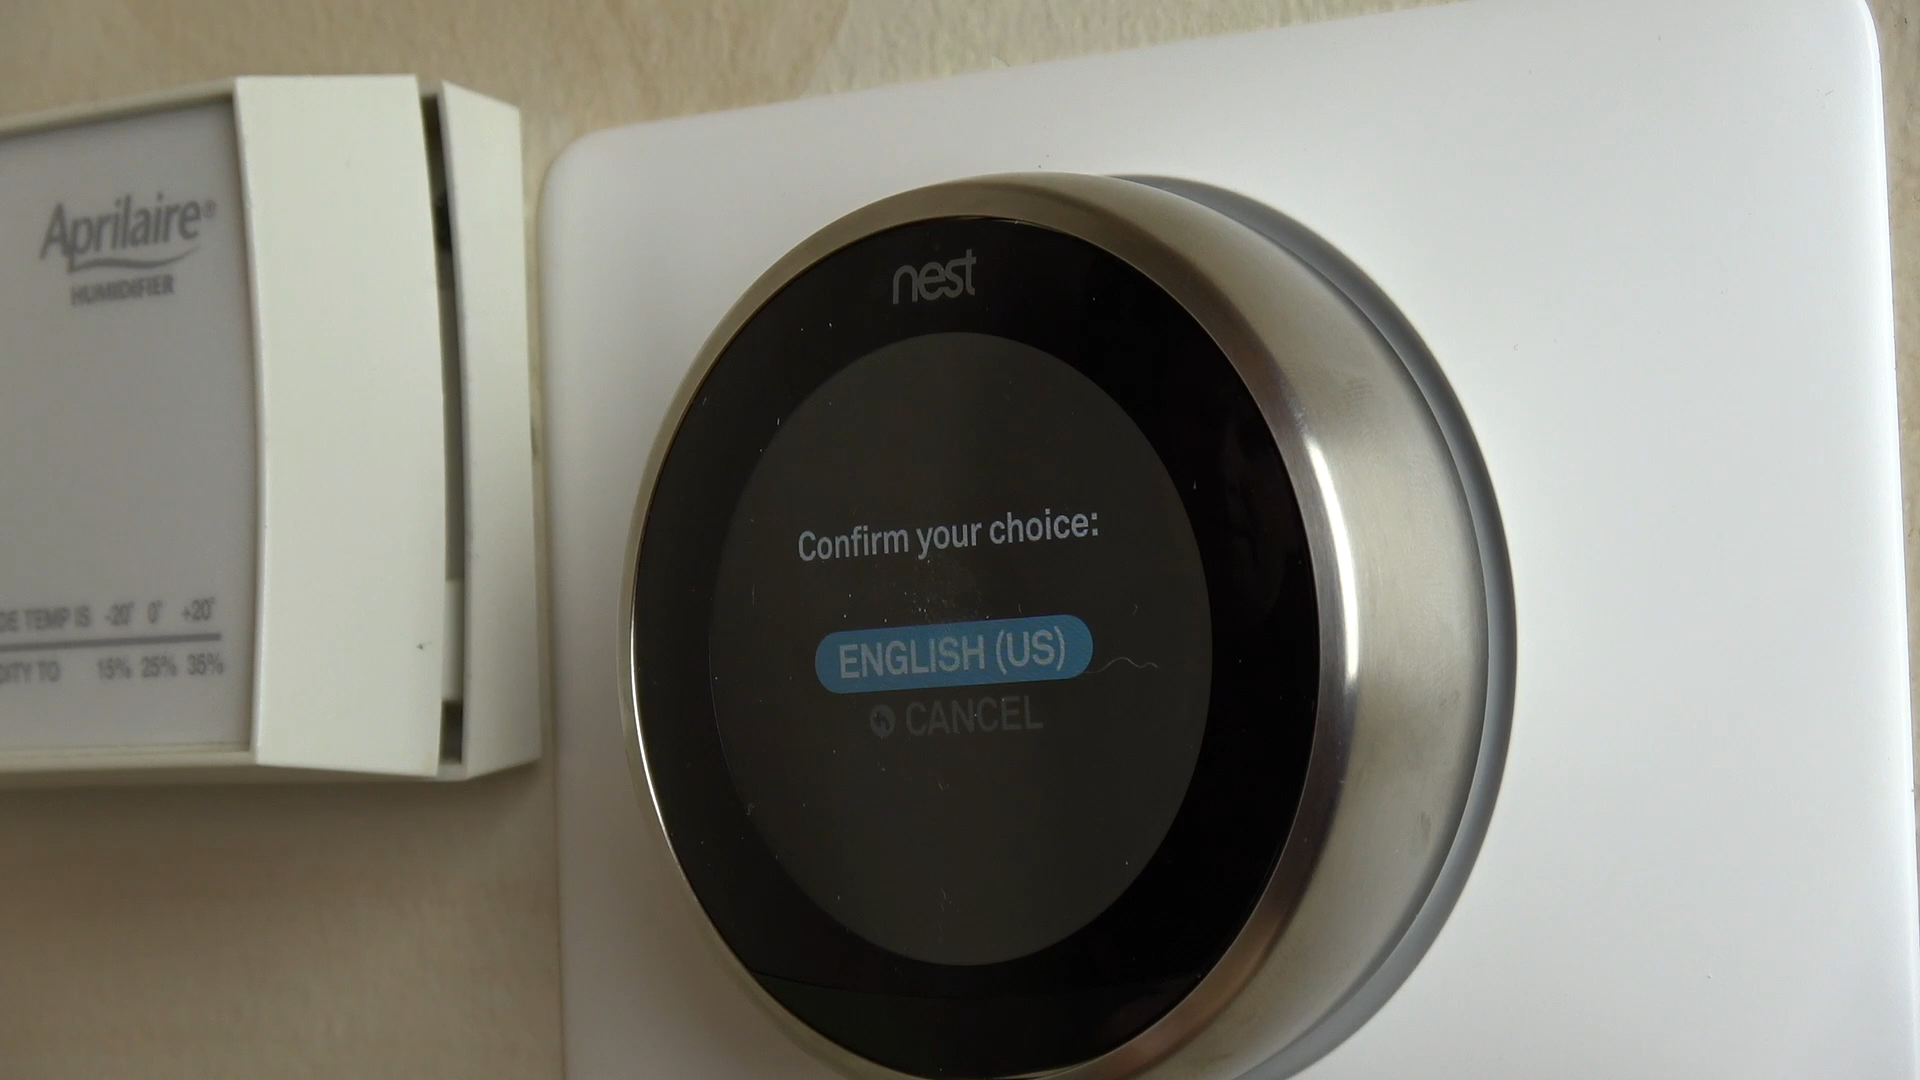 Aprilaire®
HUMIDIFIER
DE TEMP IS -20° 0° +20°
DITY TO 15% 25% 35%
nest
Confirm your choice:
ENGLISH (US)
CANCEL